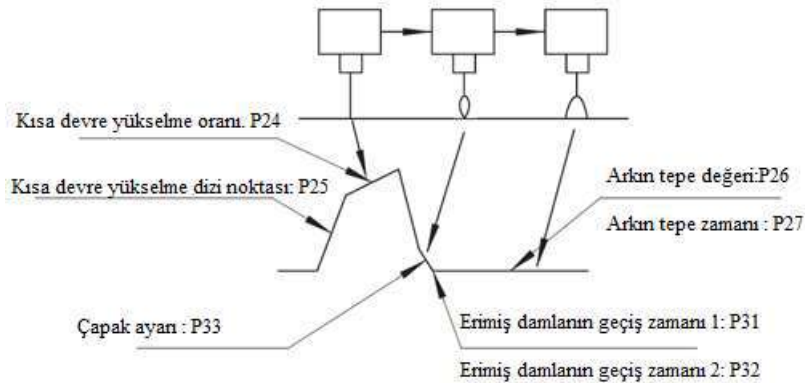 Kısa devre yükselme oranı. P24
Kısa devre yükselme dizi noktası: P25
Arkın tepe değeri:P26
Arkın tepe zamanı : P27
Çapak ayarı : P33
Erimiş damlanın geçiş zamanı 1: P31
Erimiş damlanın geçiş zamanı 2: P32